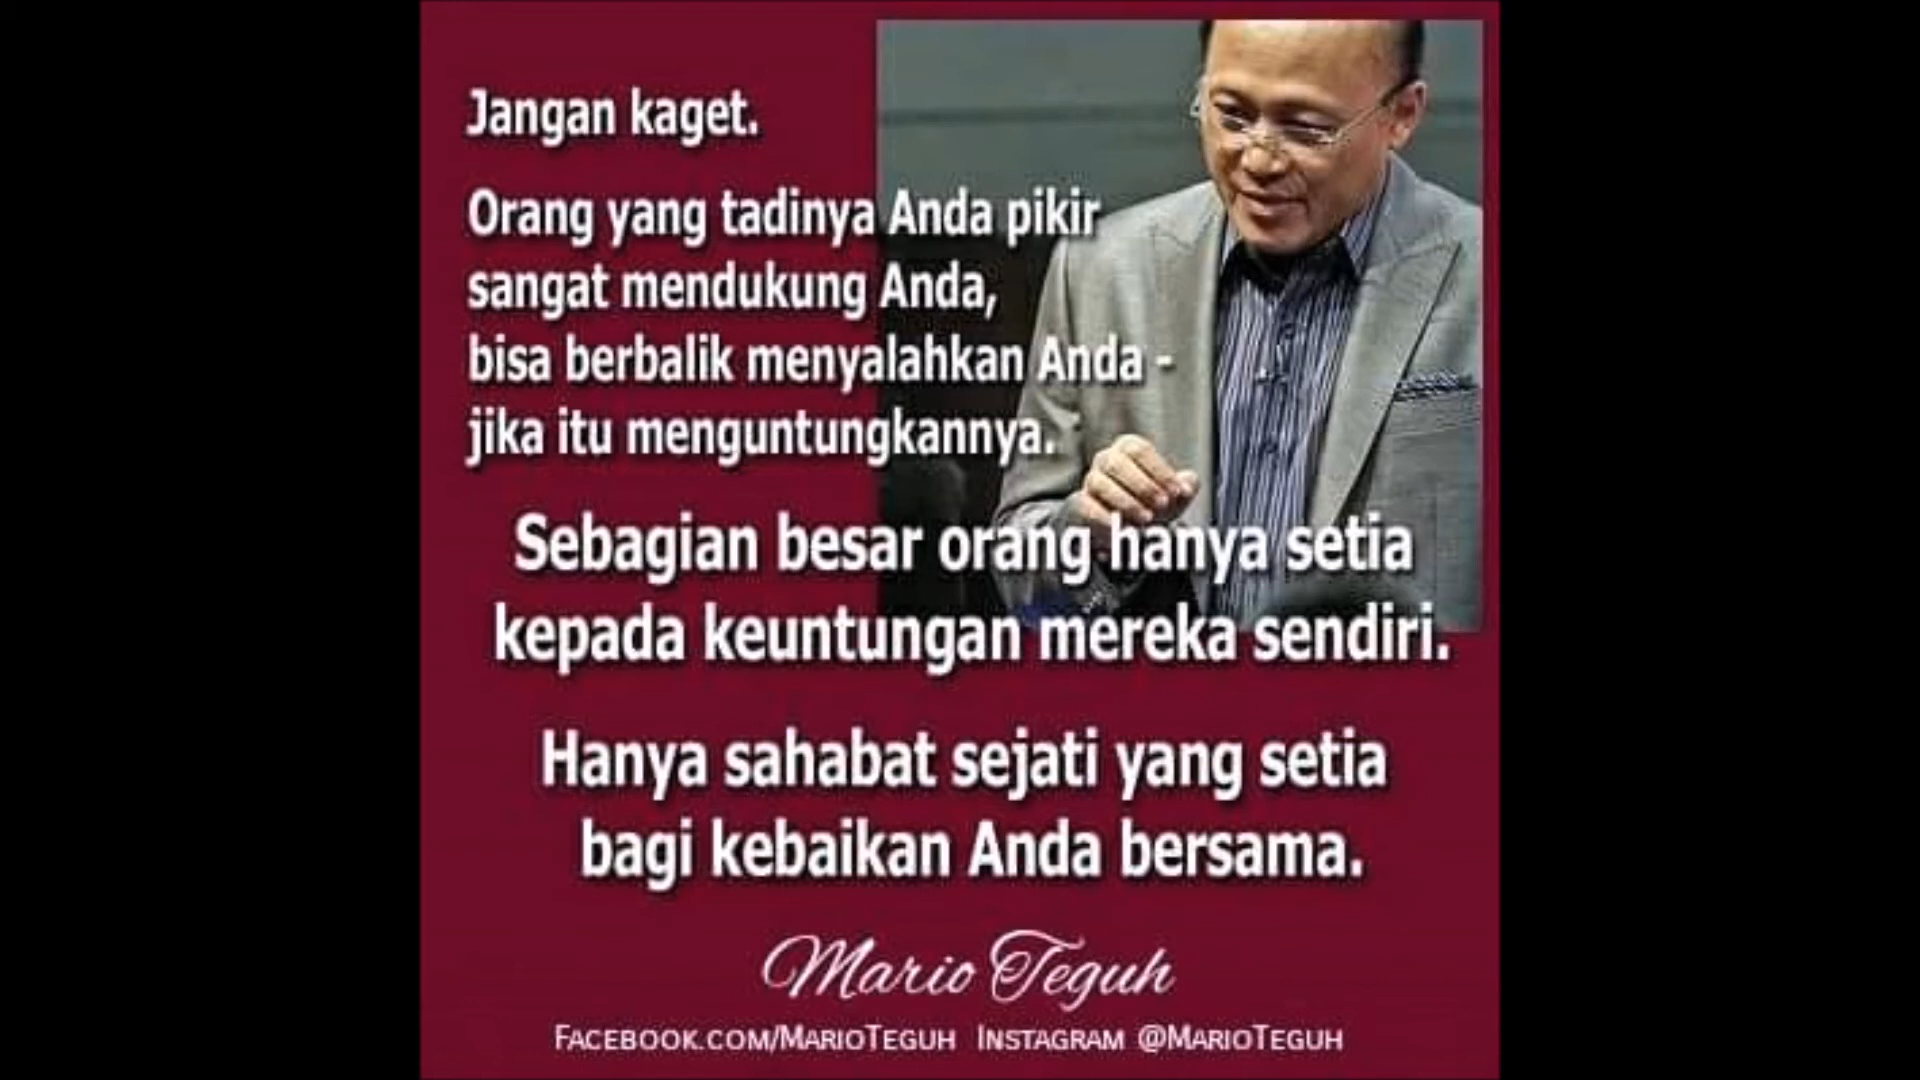 Jangan kaget.
Orang yang tadinya Anda pikir
sangat mendukung Anda,
bisa berbalik menyalahkan Anda -
jika itu menguntungkannya.
Sebagian besar orang hanya setia
kepada keuntungan mereka sendiri.
Hanya sahabat sejati yang setia
bagi kebaikan Anda bersama.
Mario Teguh
FACEBOOK.COM/MARIOTEGUH INSTAGRAM @MARIOTEGUH